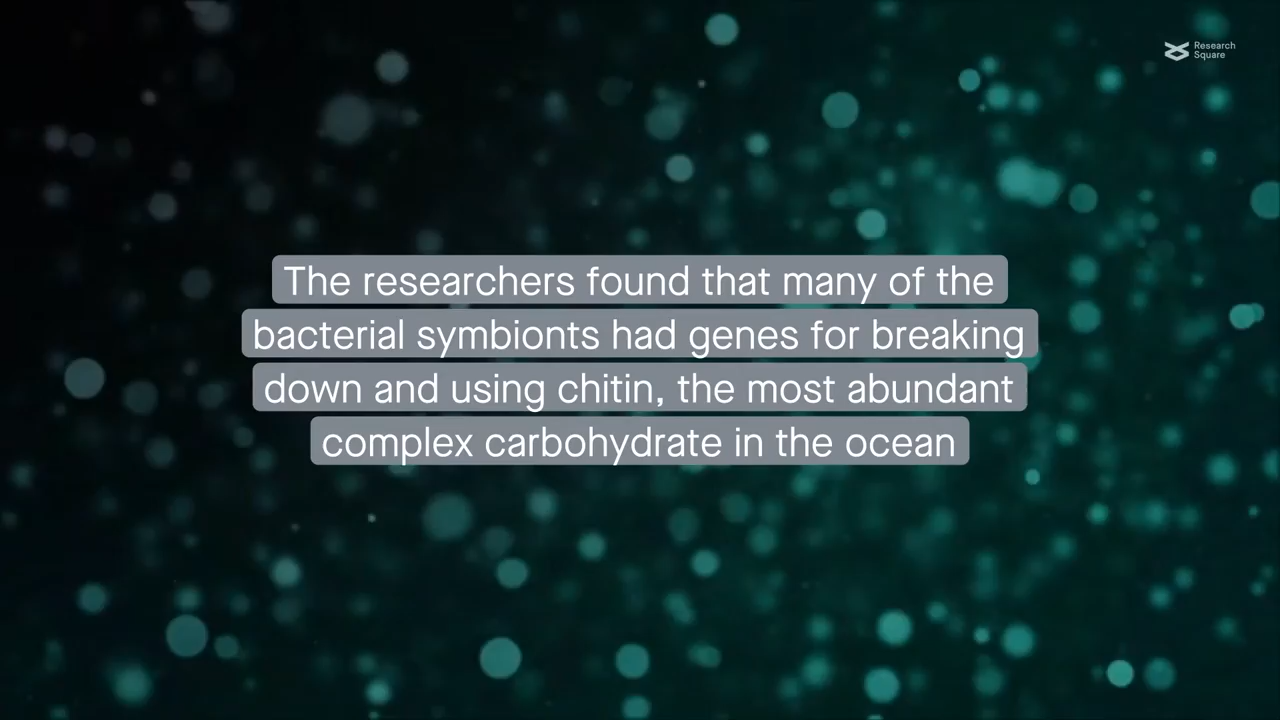 Research
Square
The researchers found that many of the
bacterial symbionts had genes for breaking
down and using chitin, the most abundant
complex carbohydrate in the ocean